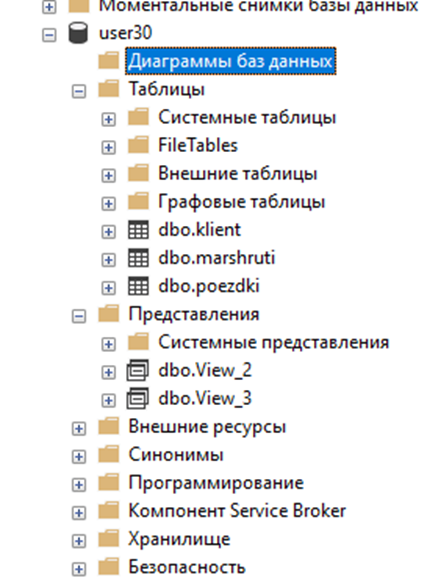 Моментальные снимки базы данных
user30
Диаграммы баз данных
Таблицы
Системные таблицы
FileTables
Внешние таблицы
Графовые таблицы
dbo.klient
dbo.marshruti
dbo.poezdki
Представления
Системные представления
dbo.View_2
dbo.View_3
Внешние ресурсы
Синонимы
Программирование
Компонент Service Broker
Хранилище
Безопасность